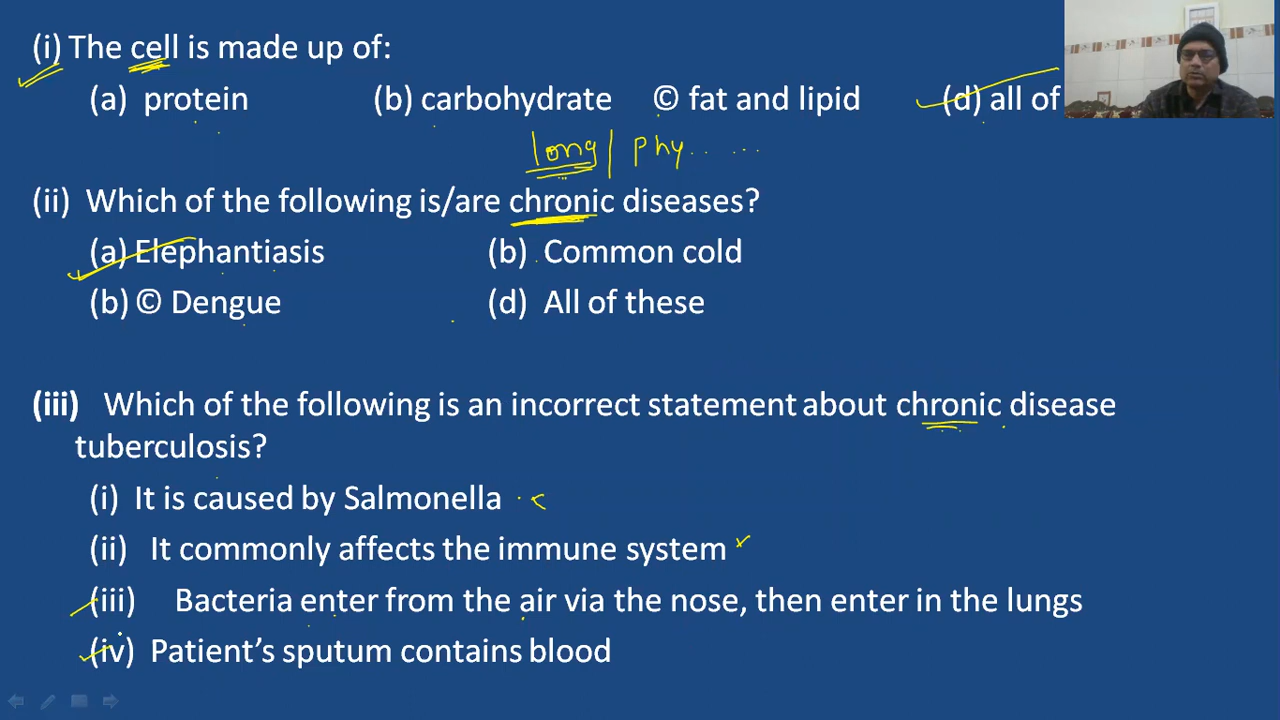 (i) The cell is made up of:
(a) protein (b) carbohydrate © fat and lipid (d) all of
long | phy.. ...
(ii) Which of the following is/are chronic diseases?
(a) Elephantiasis (b) Common cold
(b) © Dengue (d) All of these
(iii) Which of the following is an incorrect statement about chronic disease
tuberculosis?
(i) It is caused by Salmonella
(ii) It commonly affects the immune system
(iii) Bacteria enter from the air via the nose, then enter in the lungs
(iv) Patient’s sputum contains blood